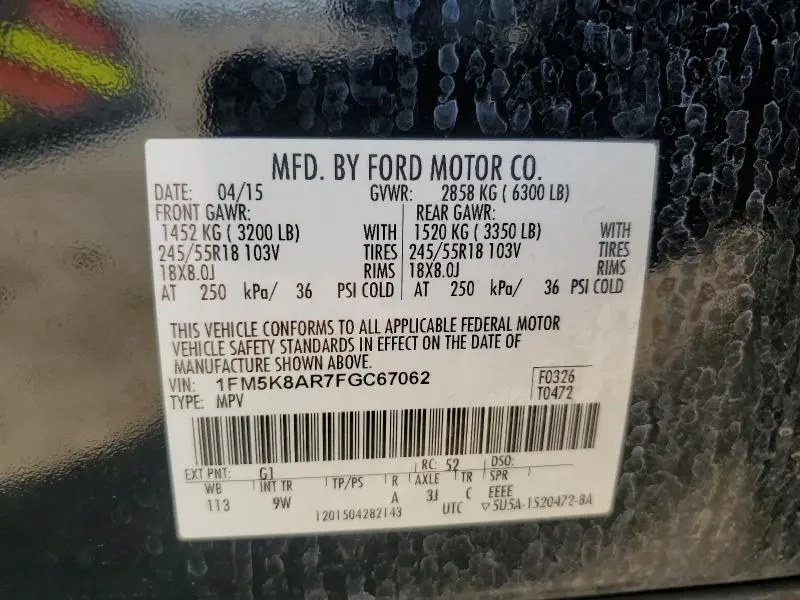 MFD. BY FORD MOTOR CO.
DATE: 04/15 GVWR: 2858 KG ( 6300 LB)
FRONT GAWR: REAR GAWR:
1452 KG ( 3200 LB) WITH 1520 KG ( 3350 LB) WITH
245/55R18 103V TIRES 245/55R18 103V TIRES
18X8.0J RIMS 18X8.0J RIMS
AT 250 kPa/ 36 PSI COLD AT 250 kPa/ 36 PSI COLD
THIS VEHICLE CONFORMS TO ALL APPLICABLE FEDERAL MOTOR
VEHICLE SAFETY STANDARDS IN EFFECT ON THE DATE OF
MANUFACTURE SHOWN ABOVE.
VIN: 1FM5K8AR7FGC67062 F0326
TYPE: MPV T0472
EXT PNT: G1 RC: 52 DSO:
WB INT TR TP/PS R AXLE TR SPR
113 9W A 3J C EEEE
1201504282143 UTC ▽5U5A-1520472-BA